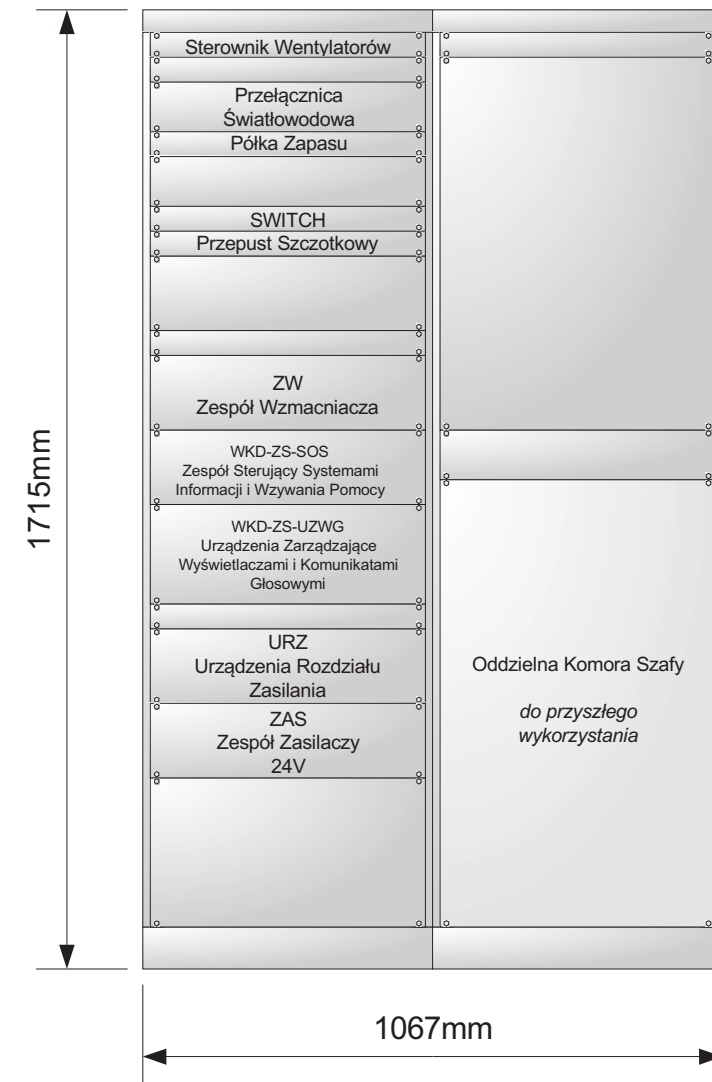 Sterownik Wentylatorów
Przełącznica
Światłowodowa
Półka Zapasu
SWITCH
Przepust Szczotkowy
ZW
Zespół Wzmacniacza
WKD-ZS-SOS
Zespół Sterujący Systemami
Informacji i Wzywania Pomocy
WKD-ZS-UZWG
Urządzenia Zarządzające
Wyświetlaczami i Komunikatami
Głosowymi
URZ
Urządzenia Rozdziału
Zasilania
ZAS
Zespół Zasilaczy
24V
Oddzielna Komora Szafy
do przyszłego
wykorzystania
1715mm
1067mm